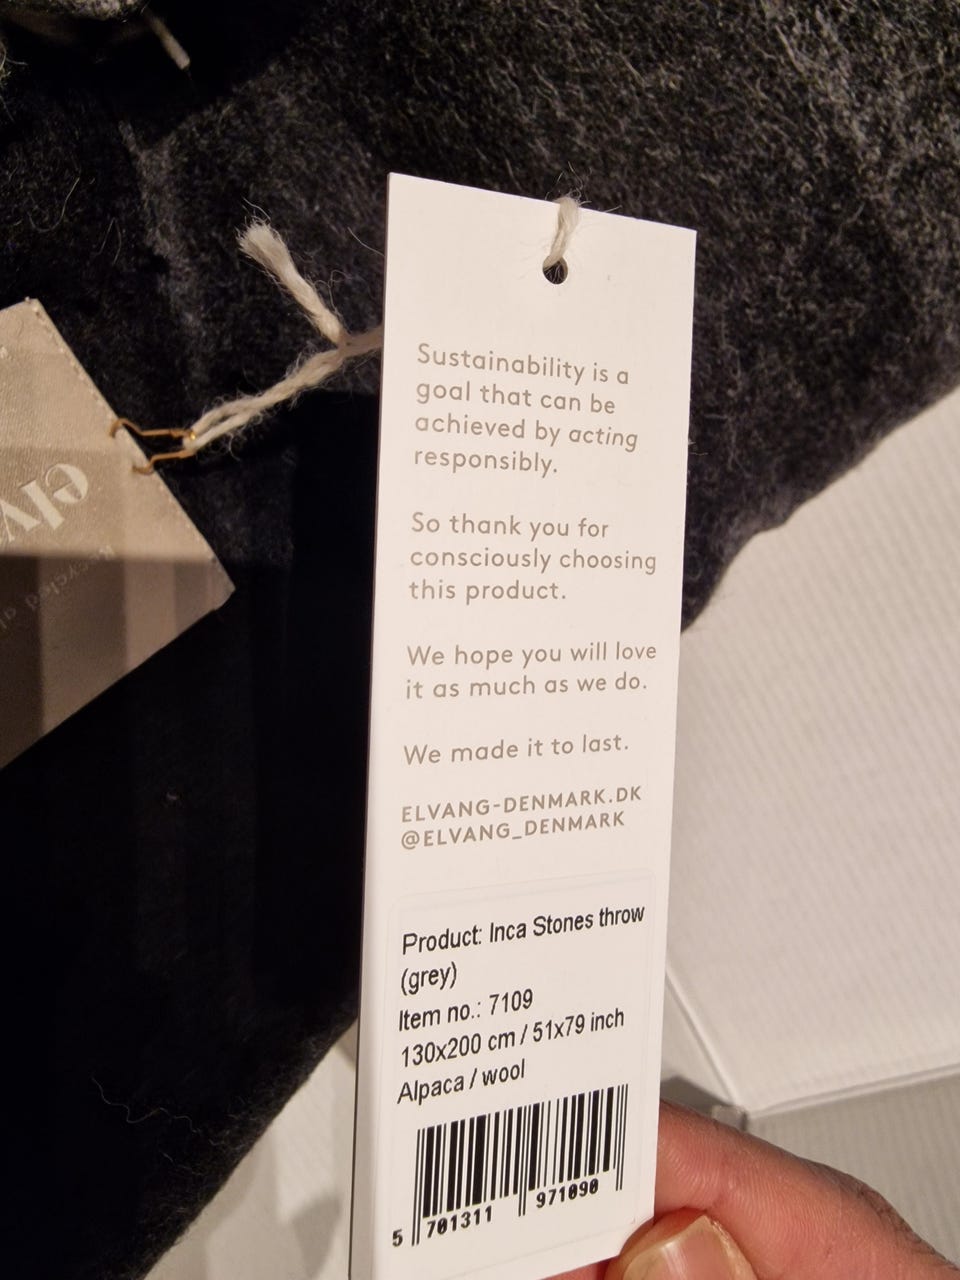 Sustainability is a
goal that can be
achieved by acting
responsibly.
So thank you for
consciously choosing
this product.
We hope you will love
it as much as we do.
We made it to last.
ELVANG-DENMARK.DK
@ELVANG_DENMARK
Product: Inca Stones throw
(grey)
Item no.: 7109
130x200 cm / 51x79 inch
Alpaca / wool
5 701311 971090
elv